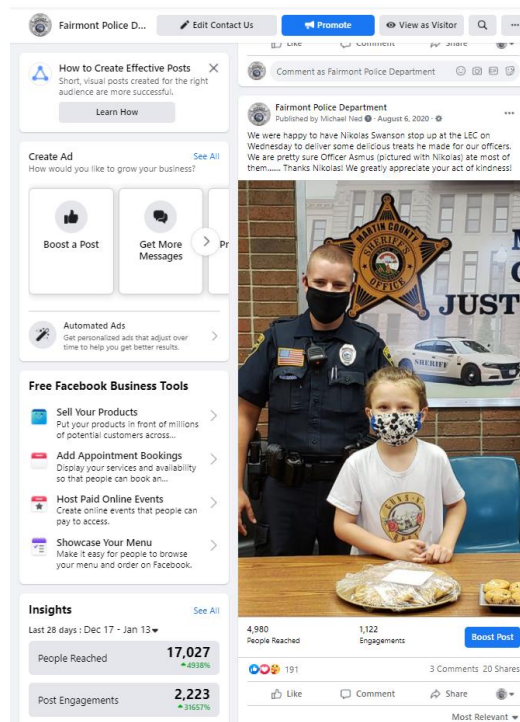 Fairmont Police D...
Edit Contact Us
Promote
View as Visitor
Like Comment Share
Comment as Fairmont Police Department
How to Create Effective Posts
Short, visual posts created for the right
audience are more successful.
Learn How
Create Ad See All
How would you like to grow your business?
Boost a Post
Get More
Messages
Pr
Automated Ads
Get personalized ads that adjust over
time to help you get better results.
Free Facebook Business Tools
Sell Your Products
Put your products in front of millions
of potential customers across...
Add Appointment Bookings
Display your services and availability
so that people can book an...
Host Paid Online Events
Create online events that people can
pay to access.
Showcase Your Menu
Make it easy for people to browse
your menu and order on Facebook.
Insights See All
Last 28 days : Dec 17 - Jan 13
People Reached 17,027
4938%
Post Engagements 2,223
31657%
Fairmont Police Department
Published by Michael Ned · August 6, 2020 ·
We were happy to have Nikolas Swanson stop up at the LEC on
Wednesday to deliver some delicious treats he made for our officers.
We are pretty sure Officer Asmus (pictured with Nikolas) ate most of
them...... Thanks Nikolas! We greatly appreciate your act of kindness!
MARTIN COUNTY
SHERIFF'S
OFFICE
JUST
SHERIFF
GUNS N'
4,980
People Reached
1,122
Engagements
Boost Post
191
3 Comments 20 Shares
Like Comment Share
Most Relevant